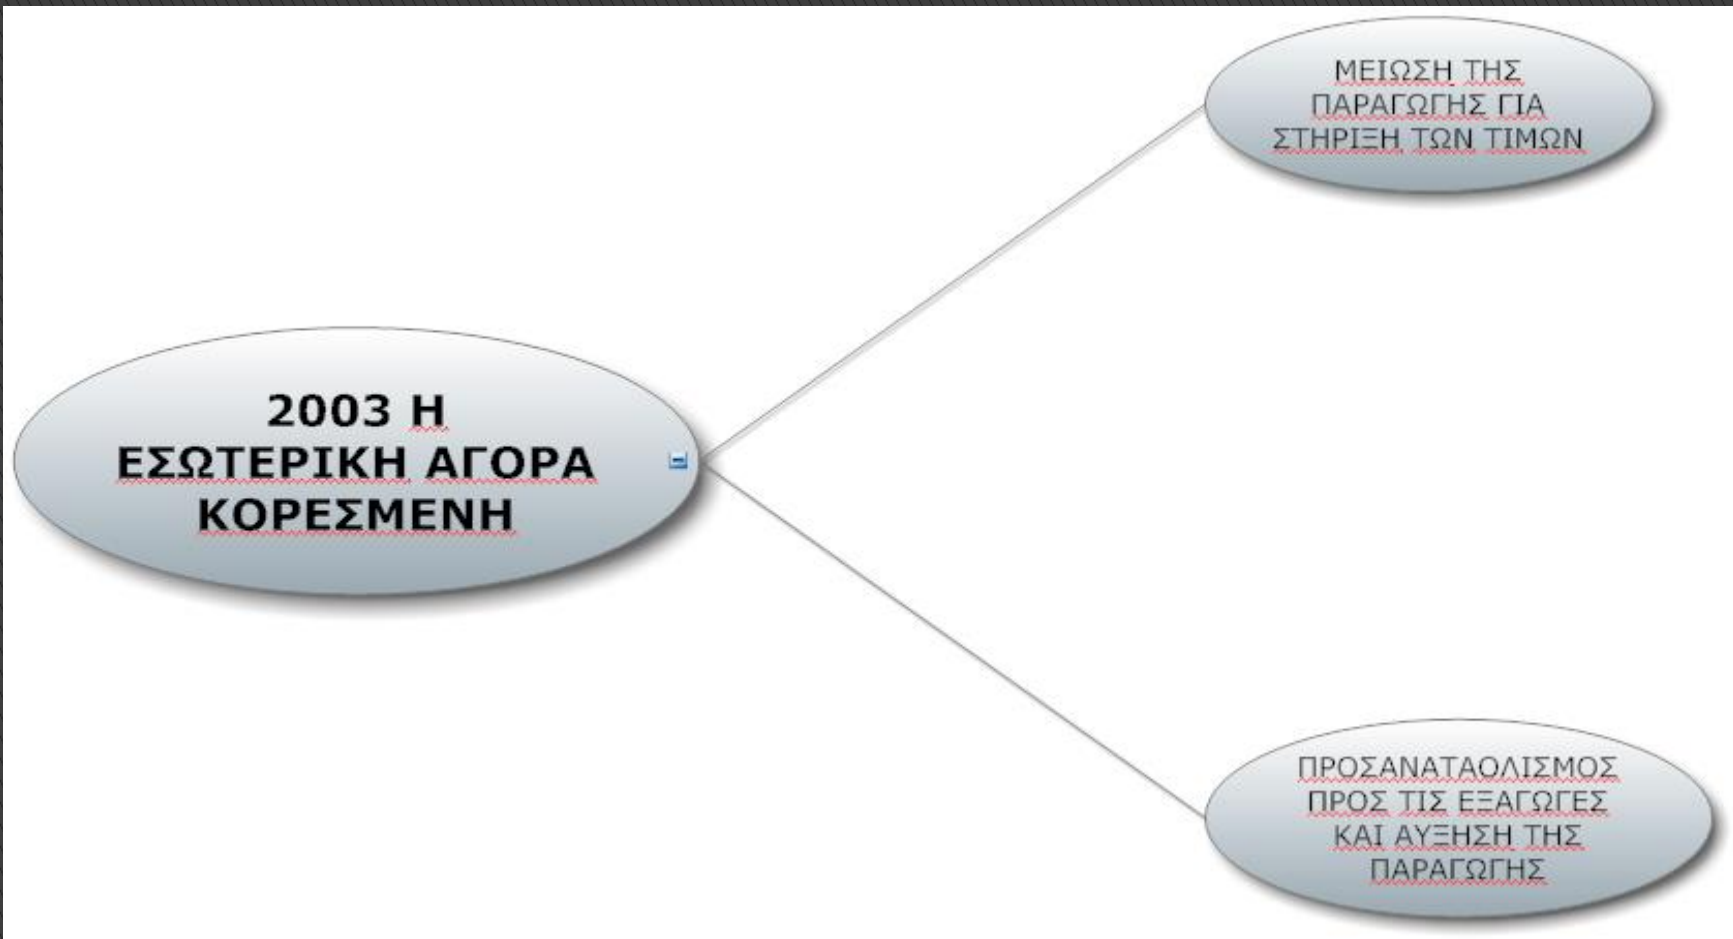 2003 Η
ΕΣΩΤΕΡΙΚΗ ΑΓΟΡΑ
ΚΟΡΕΣΜΕΝΗ
ΜΕΙΩΣΗ ΤΗΣ
ΠΑΡΑΓΩΓΗΣ ΓΙΑ
ΣΤΗΡΙΞΗ ΤΩΝ ΤΙΜΩΝ
ΠΡΟΣΑΝΑΤΑΟΛΙΣΜΟΣ
ΠΡΟΣ ΤΙΣ ΕΞΑΓΩΓΕΣ
ΚΑΙ ΑΥΞΗΣΗ ΤΗΣ
ΠΑΡΑΓΩΓΗΣ